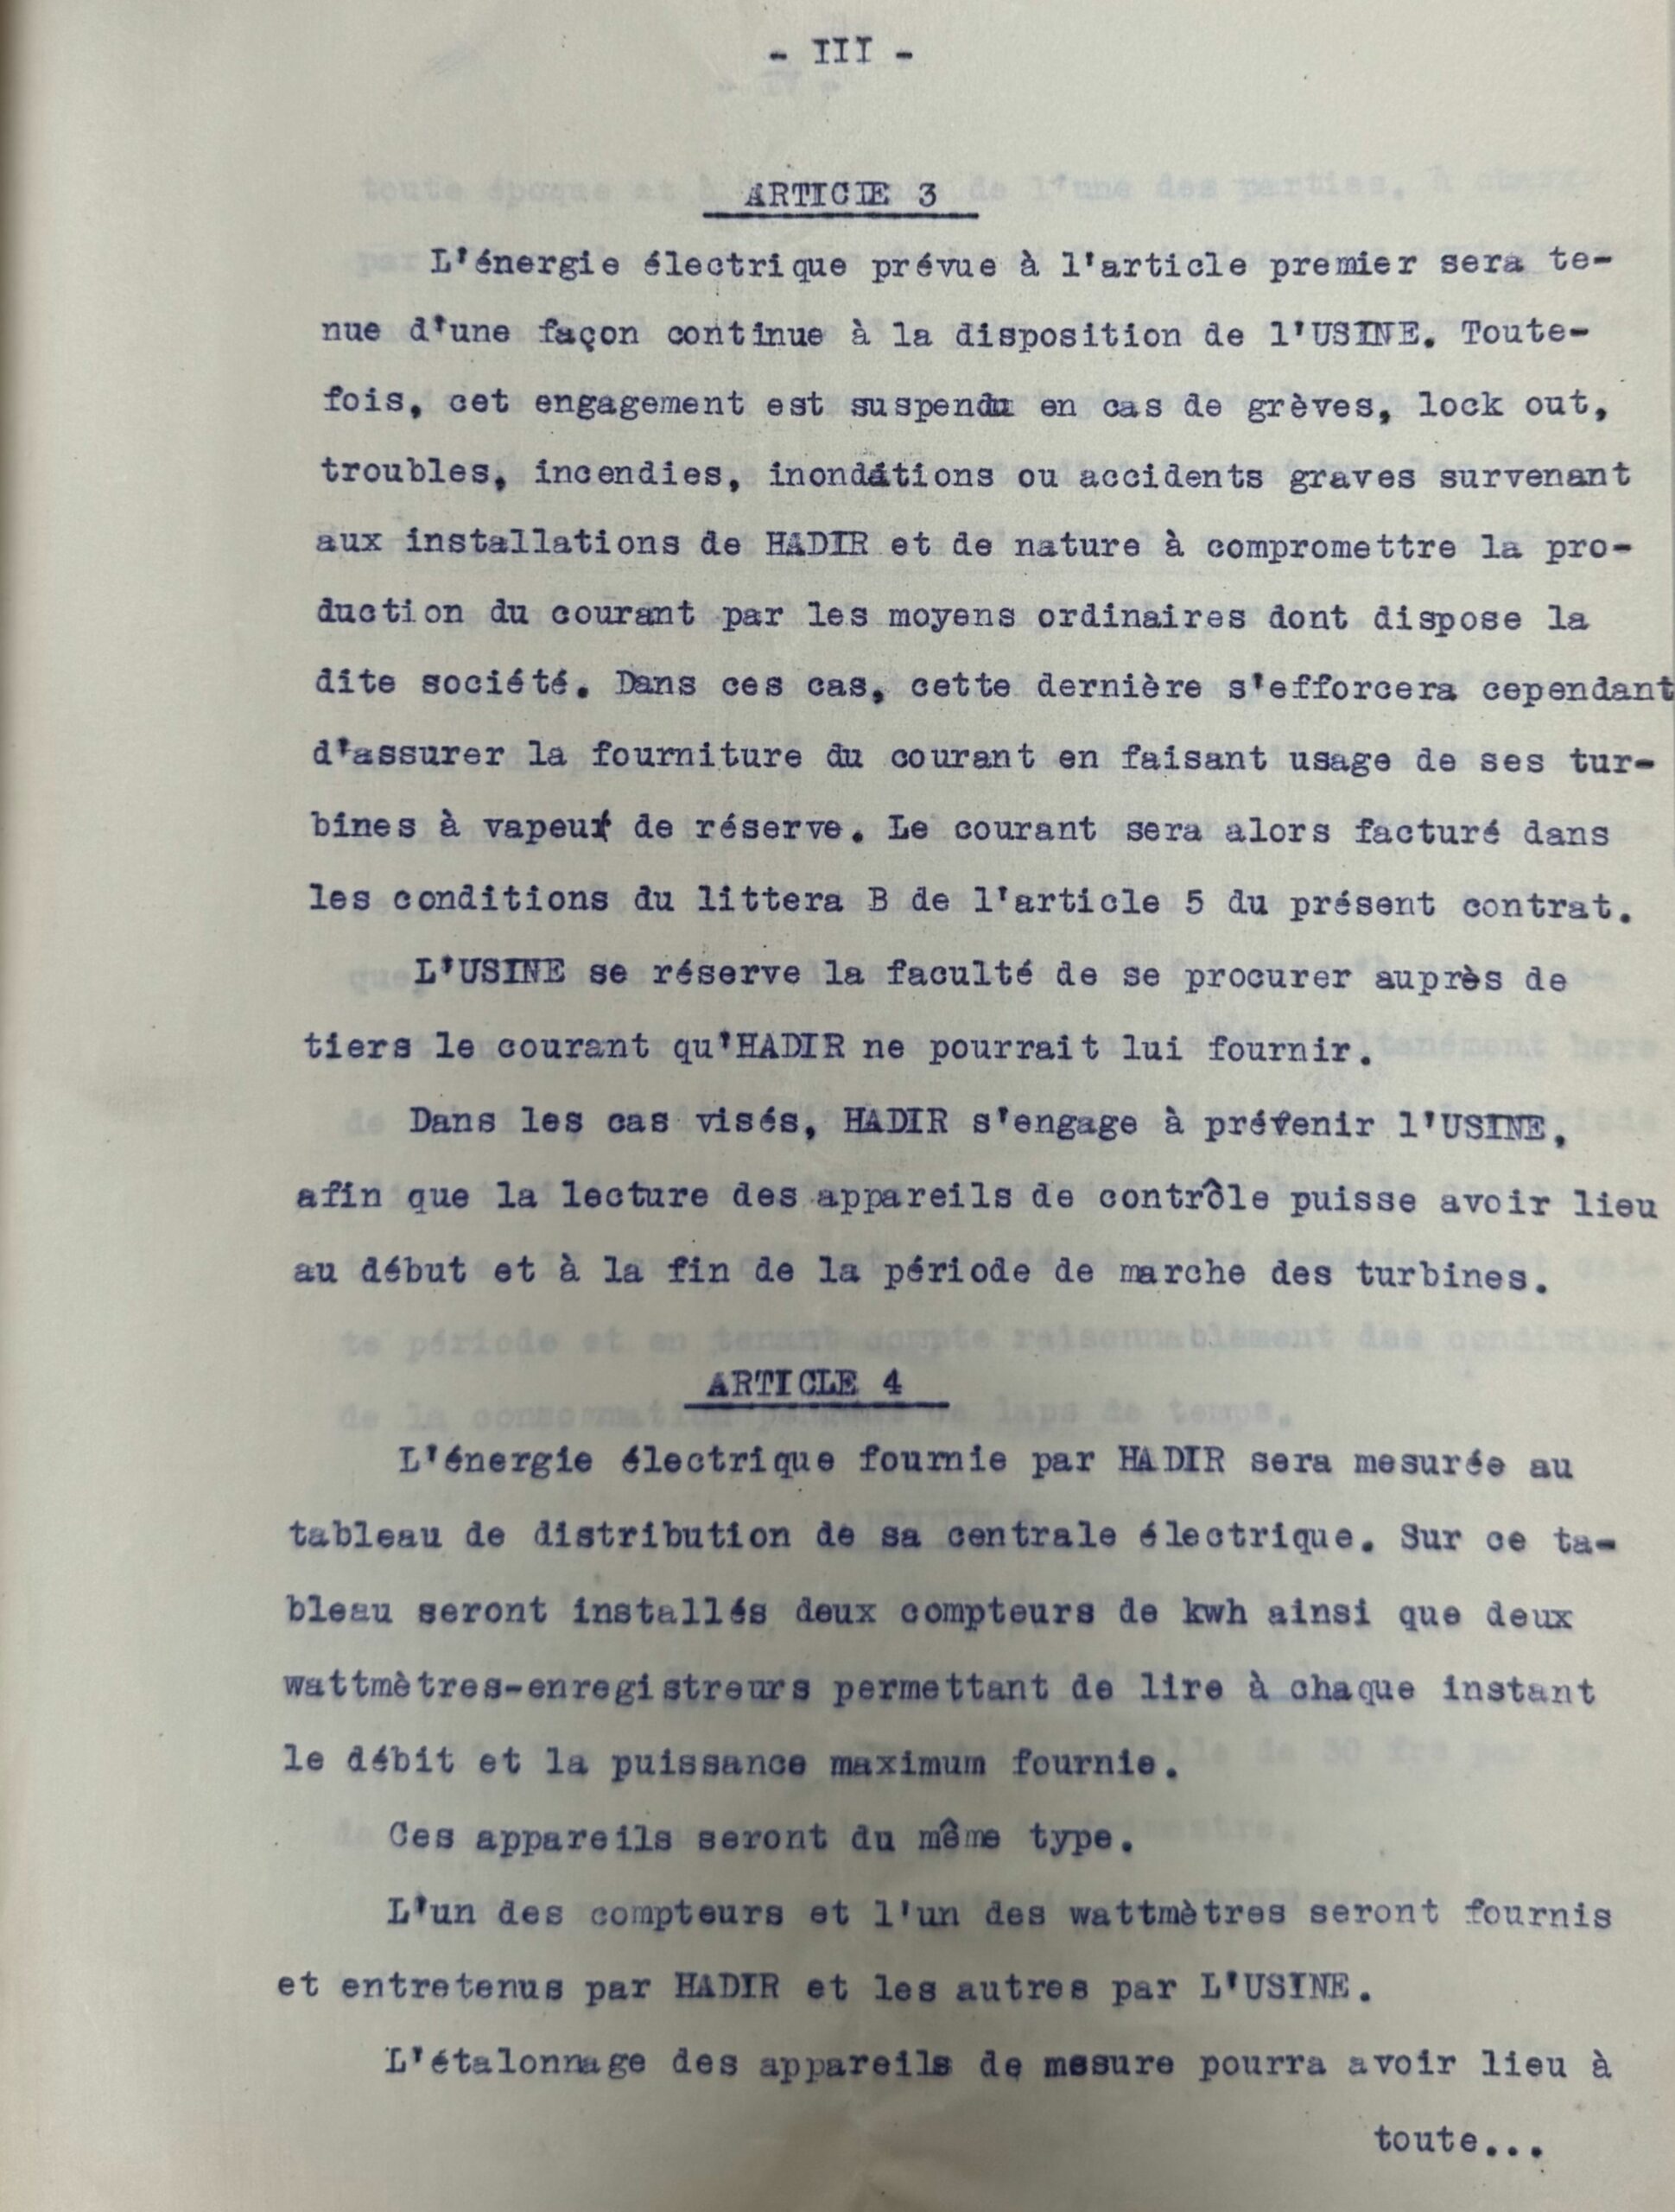 - III -
ARTICLE 3
L'énergie électrique prévue à l'article premier sera te-
nue d'une façon continue à la disposition de l'USINE. Toute-
fois, cet engagement est suspendu en cas de grèves, lock out,
troubles, incendies, inondations ou accidents graves survenant
aux installations de HADIR et de nature à compromettre la pro-
duction du courant par les moyens ordinaires dont dispose la
dite société. Dans ces cas, cette dernière s'efforcera cependant
d'assurer la fourniture du courant en faisant usage de ses tur-
bines à vapeur de réserve. Le courant sera alors facturé dans
les conditions du littera B de l'article 5 du présent contrat.
L'USINE se réserve la faculté de se procurer auprès de
tiers le courant qu'HADIR ne pourrait lui fournir.
Dans les cas visés, HADIR s'engage à prévenir l'USINE,
afin que la lecture des appareils de contrôle puisse avoir lieu
au début et à la fin de la période de marche des turbines.
ARTICLE 4
L'énergie électrique fournie par HADIR sera mesurée au
tableau de distribution de sa centrale électrique. Sur ce ta-
bleau seront installés deux compteurs de kwh ainsi que deux
wattmètres-enregistreurs permettant de lire à chaque instant
le débit et la puissance maximum fournie.
Ces appareils seront du même type.
L'un des compteurs et l'un des wattmètres seront fournis
et entretenus par HADIR et les autres par L'USINE.
L'étalonnage des appareils de mesure pourra avoir lieu à
toute...